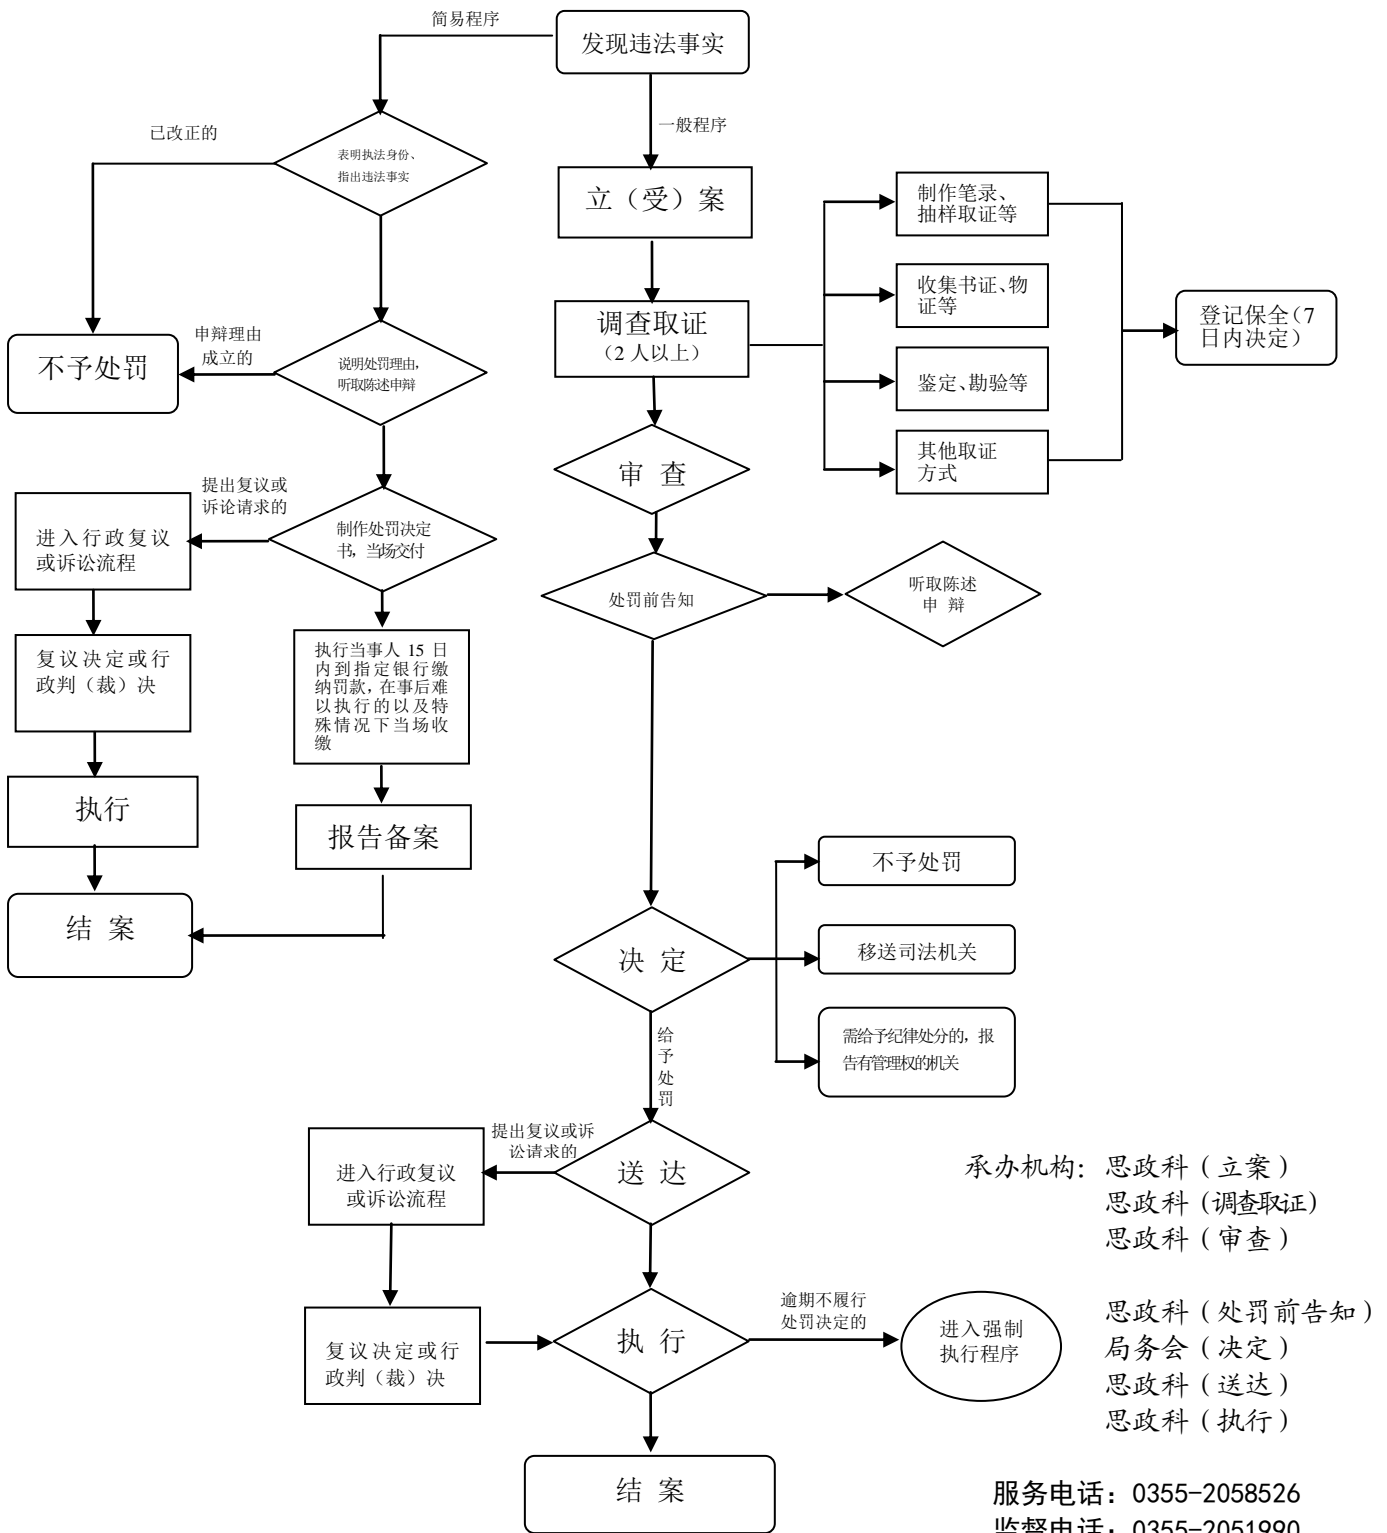 简易程序
发现违法事实
一般程序
已改正的
表明执法身份、
指出违法事实
立（受）案
制作笔录、
抽样取证等
收集书证、物
证等
登记保全（7
日内决定）
调查取证
（2 人以上）
鉴定、勘验等
其他取证
方式
申辩理由
成立的
不予处罚
说明处罚理由,
听取陈述申辩
审 查
提出复议或
诉论请求的
进入行政复议
或诉讼流程
制作处罚决定
书，当场交付
处罚前告知
听取陈述
申 辩
复议决定或行
政判（裁）决
执行当事人 15 日
内到指定银行缴
纳罚款，在事后难
以执行的以及特
殊情况下当场收
缴
执行
报告备案
结 案
不予处罚
决 定
移送司法机关
需给予纪律处分的，报
告有管理权的机关
给
予
处
罚
提出复议或诉
讼请求的
进入行政复议
或诉讼流程
送 达
复议决定或行
政判（裁）决
执 行
逾期不履行
处罚决定的
进入强制
执行程序
结 案
承办机构：思政科（立案）
思政科（调查取证）
思政科（审查）
思政科（处罚前告知）
局务会（决定）
思政科（送达）
思政科（执行）
服务电话：0355-2058526
监督电话：0355-2051990